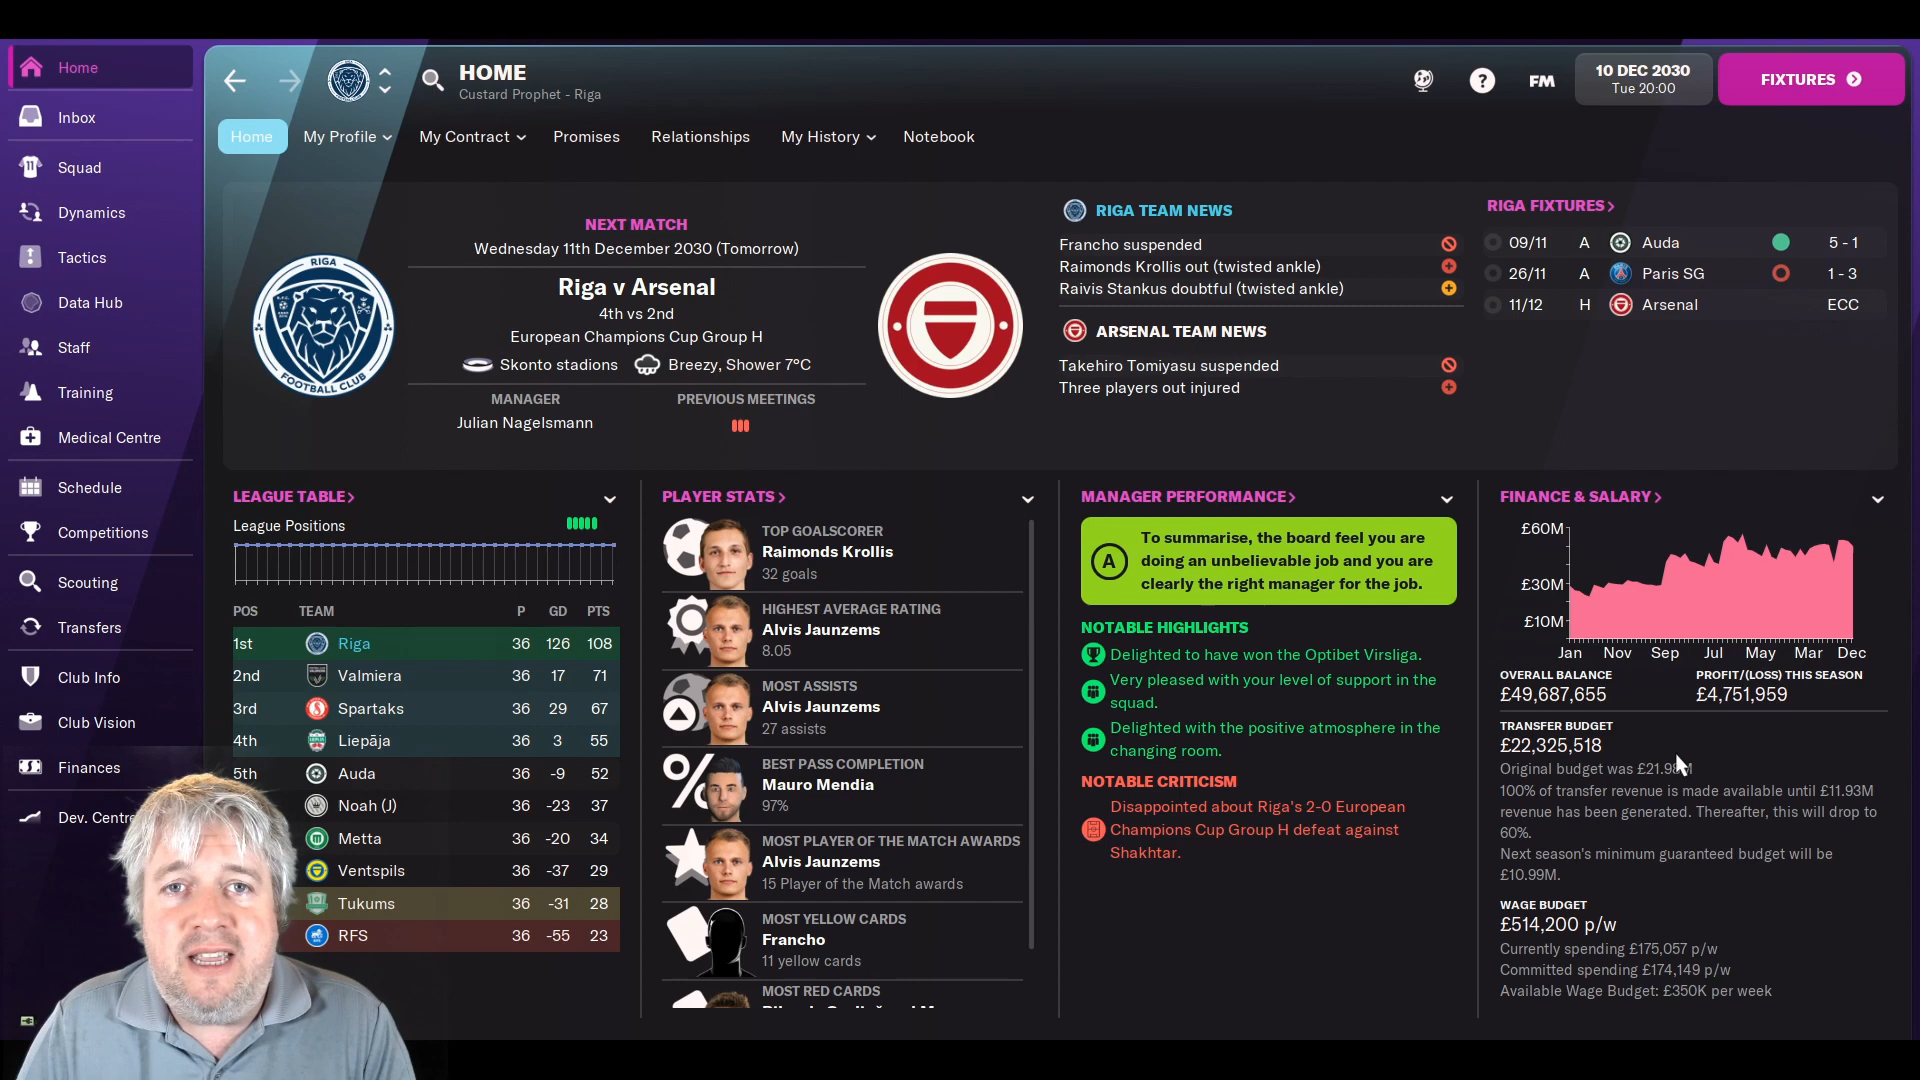 Home
Inbox
Squad
Dynamics
Tactics
Data Hub
Staff
Training
Medical Centre
Schedule
Competitions
Scouting
Transfers
Club Info
Club Vision
Finances
Dev. Centre
HOME
Custard Prophet - Riga
?
FM
10 DEC 2030
Tue 20:00
FIXTURES
Home
My Profile
My Contract
Promises
Relationships
My History
Notebook
RIGA
FOOTBALL CLUB
NEXT MATCH
Wednesday 11th December 2030 (Tomorrow)
Riga v Arsenal
4th vs 2nd
European Champions Cup Group H
Skonto stadions
Breezy, Shower 7°C
MANAGER
Julian Nagelsmann
PREVIOUS MEETINGS
RIGA TEAM NEWS
Francho suspended
Raimonds Krollis out (twisted ankle)
Raivis Stankus doubtful (twisted ankle)
ARSENAL TEAM NEWS
Takehiro Tomiyasu suspended
Three players out injured
RIGA FIXTURES
09/11 A Auda 5 - 1
26/11 A Paris SG 1 - 3
11/12 H Arsenal ECC
LEAGUE TABLE
League Positions
POS TEAM P GD PTS
1st Riga 36 126 108
2nd Valmiera 36 17 71
3rd Spartaks 36 29 67
4th Liepāja 36 3 55
5th Auda 36 -9 52
Noah (J) 36 -23 37
Metta 36 -20 34
Ventspils 36 -37 29
Tukums 36 -31 28
RFS 36 -55 23
PLAYER STATS
TOP GOALSCORER
Raimonds Krollis
32 goals
HIGHEST AVERAGE RATING
Alvis Jaunzems
8.05
MOST ASSISTS
Alvis Jaunzems
27 assists
BEST PASS COMPLETION
Mauro Mendia
97%
MOST PLAYER OF THE MATCH AWARDS
Alvis Jaunzems
15 Player of the Match awards
MOST YELLOW CARDS
Francho
11 yellow cards
MOST RED CARDS
MANAGER PERFORMANCE
A
To summarise, the board feel you are
doing an unbelievable job and you are
clearly the right manager for the job.
NOTABLE HIGHLIGHTS
Delighted to have won the Optibet Virsliga.
Very pleased with your level of support in the
squad.
Delighted with the positive atmosphere in the
changing room.
NOTABLE CRITICISM
Disappointed about Riga's 2-0 European
Champions Cup Group H defeat against
Shakhtar.
FINANCE & SALARY
£60M
£30M
£10M
Jan Nov Sep Jul May Mar Dec
OVERALL BALANCE
£49,687,655
PROFIT/(LOSS) THIS SEASON
£4,751,959
TRANSFER BUDGET
£22,325,518
Original budget was £21.98M
100% of transfer revenue is made available until £11.93M
revenue has been generated. Thereafter, this will drop to
60%.
Next season's minimum guaranteed budget will be
£10.99M.
WAGE BUDGET
£514,200 p/w
Currently spending £175,057 p/w
Committed spending £174,149 p/w
Available Wage Budget: £350K per week